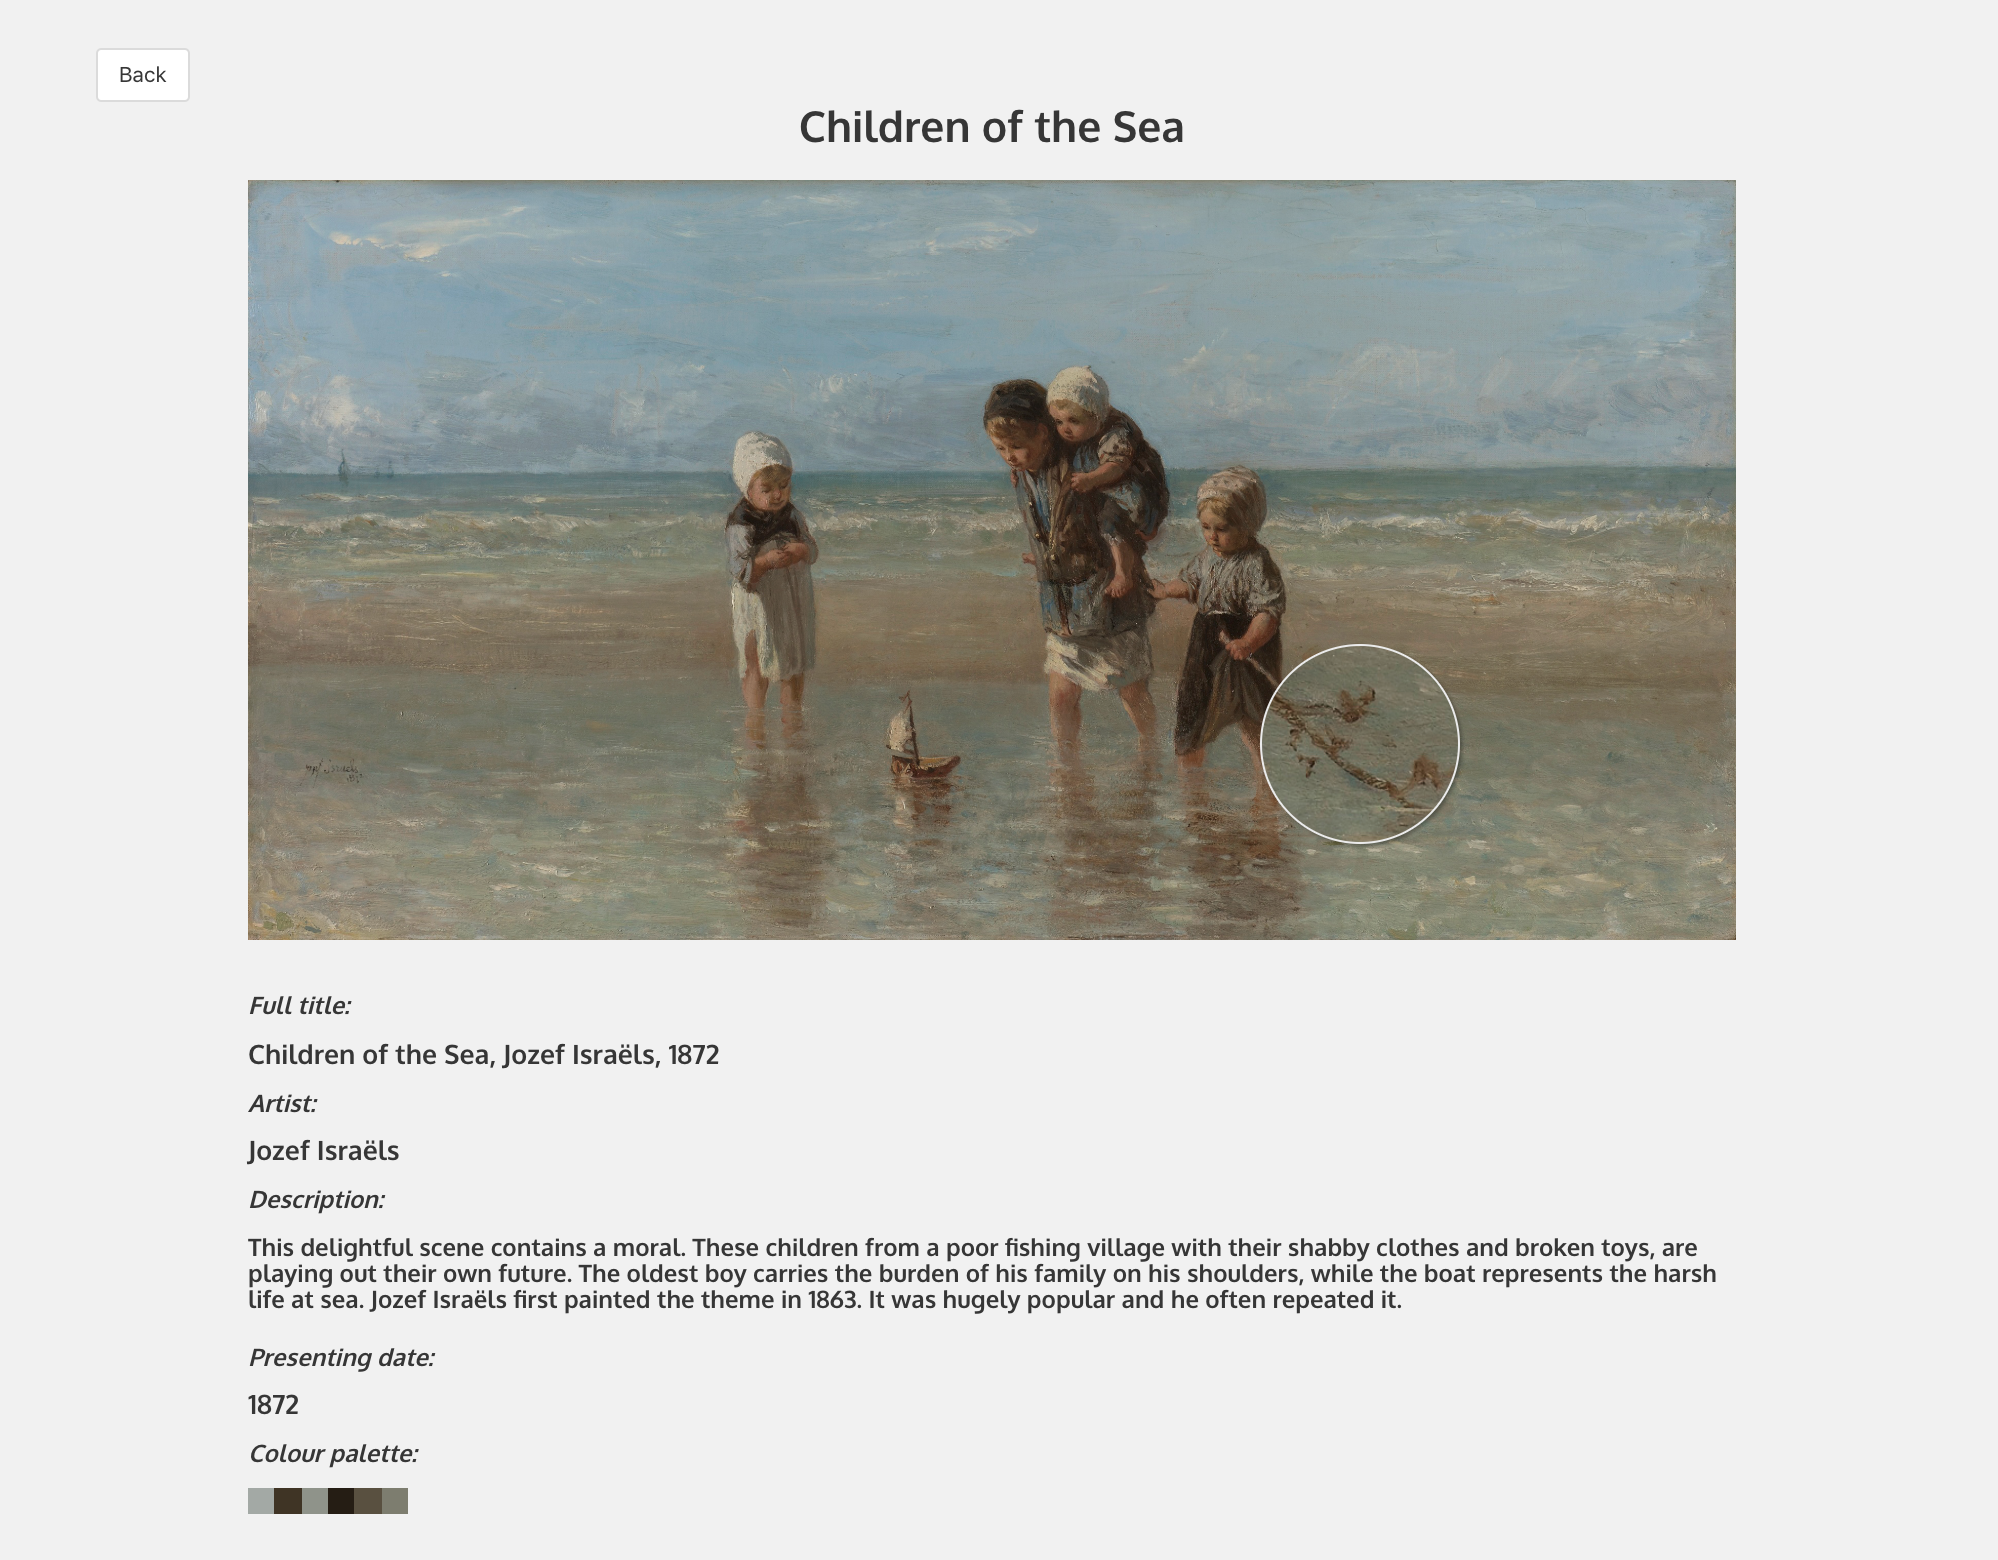 Back
Children of the Sea
Full title:
Children of the Sea, Jozef Israëls, 1872
Artist:
Jozef Israëls
Description:
This delightful scene contains a moral. These children from a poor fishing village with their shabby clothes and broken toys, are
playing out their own future. The oldest boy carries the burden of his family on his shoulders, while the boat represents the harsh
life at sea. Jozef Israëls first painted the theme in 1863. It was hugely popular and he often repeated it.
Presenting date:
1872
Colour palette: